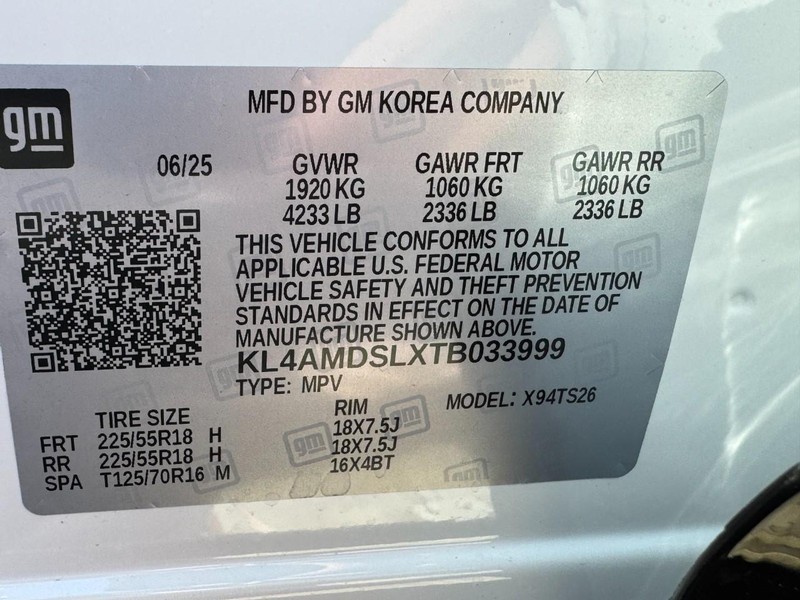 gm
MFD BY GM KOREA COMPANY
06/25 GVWR GAWR FRT GAWR RR
1920 KG 1060 KG 1060 KG
4233 LB 2336 LB 2336 LB
THIS VEHICLE CONFORMS TO ALL
APPLICABLE U.S. FEDERAL MOTOR
VEHICLE SAFETY AND THEFT PREVENTION
STANDARDS IN EFFECT ON THE DATE OF
MANUFACTURE SHOWN ABOVE.
KL4AMDSLXTB033999
TYPE: MPV MODEL: X94TS26
TIRE SIZE RIM
FRT 225/55R18 H 18X7.5J
RR 225/55R18 H 18X7.5J
SPA T125/70R16 M 16X4BT